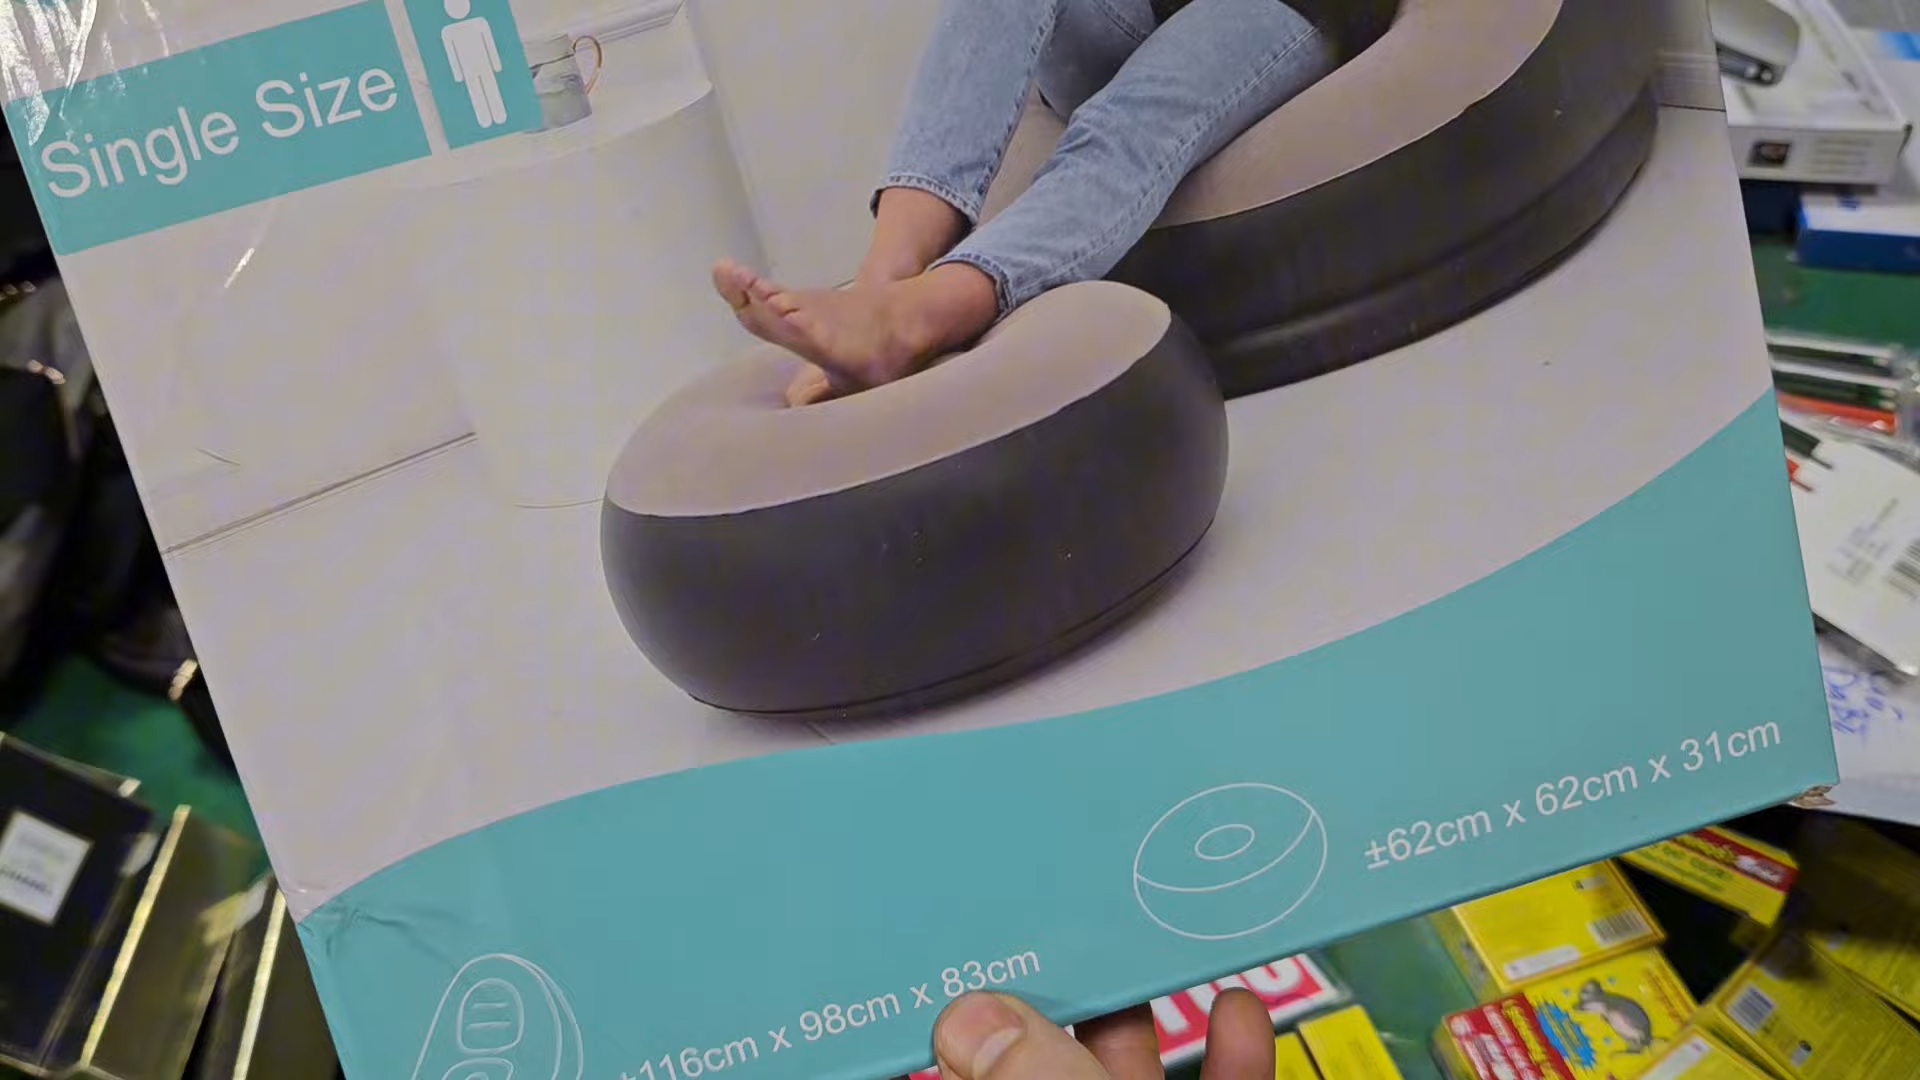 Single Size
±62cm x 62cm x 31cm
±116cm x 98cm x 83cm